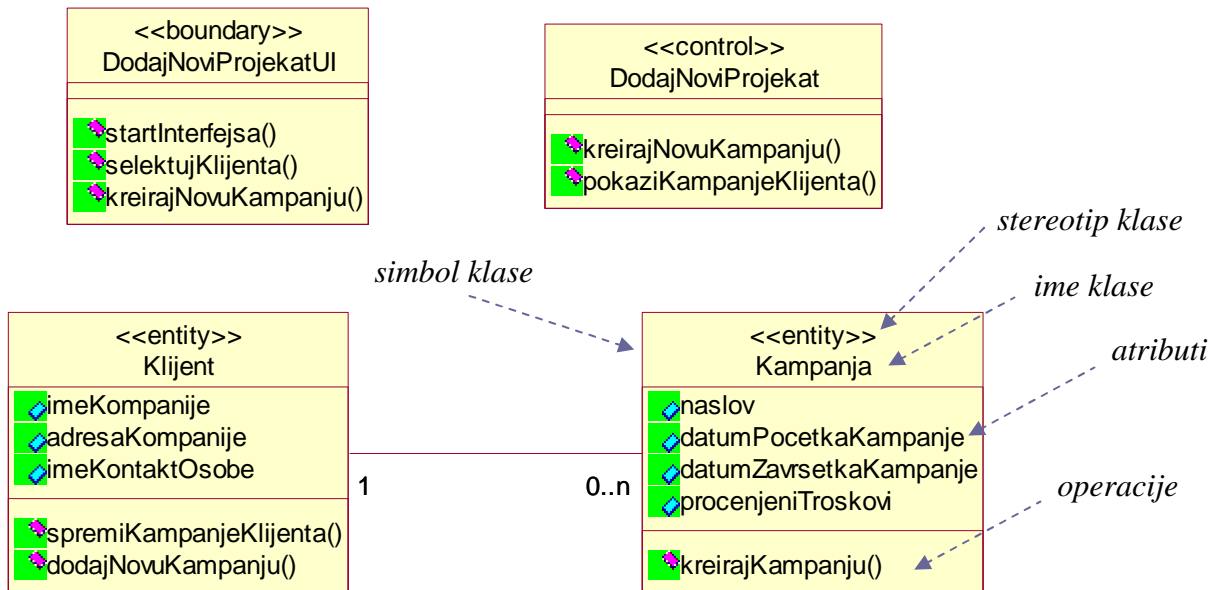 <<boundary>>
DodajNoviProjekatUI
startInterfejsa()
selektujKlijenta()
kreirajNovuKampanju()
<<control>>
DodajNoviProjekat
kreirajNovuKampanju()
pokaziKampanjeKlijenta()
stereotip klase
simbol klase
ime klase
atributi
operacije
<<entity>>
Klijent
imeKompanije
adresaKompanije
imeKontaktOsobe
spremiKampanjeKlijenta()
dodajNovuKampanju()
1
0..n
<<entity>>
Kampanja
naslov
datumPocetkaKampanje
datumZavrsetkaKampanje
procenjeniTroskovi
kreirajKampanju()